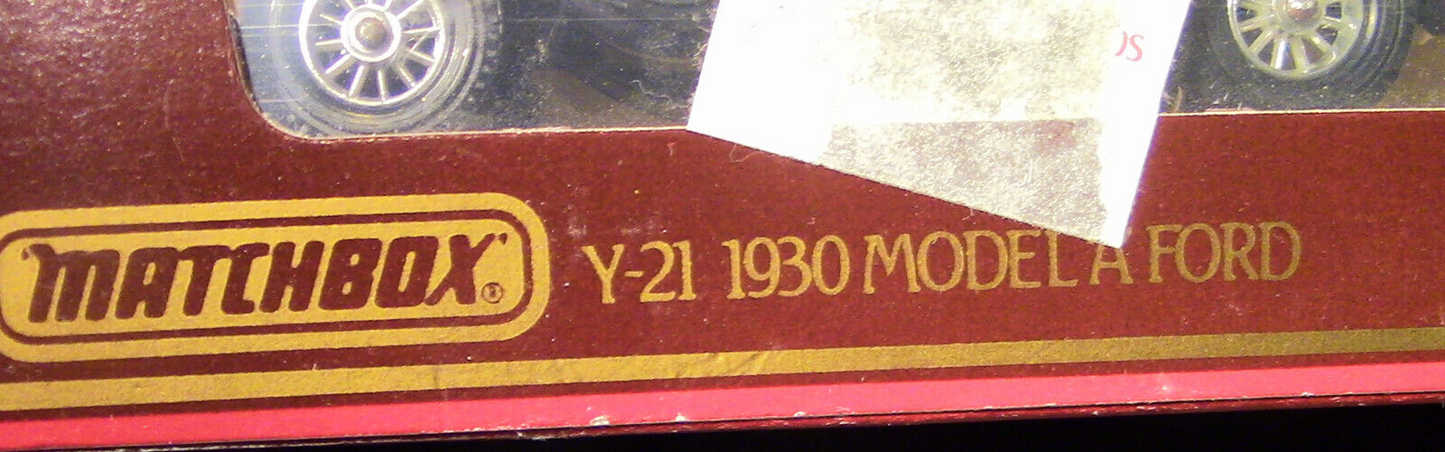 "MATCHBOX"®
Y-21 1930 MODEL A FORD